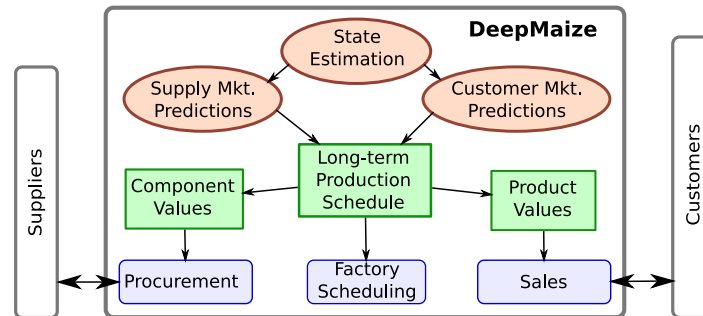 DeepMaize
State
Estimation
Supply Mkt.
Predictions
Customer Mkt.
Predictions
Long-term
Production
Schedule
Component
Values
Product
Values
Procurement
Factory
Scheduling
Sales
Suppliers
Customers